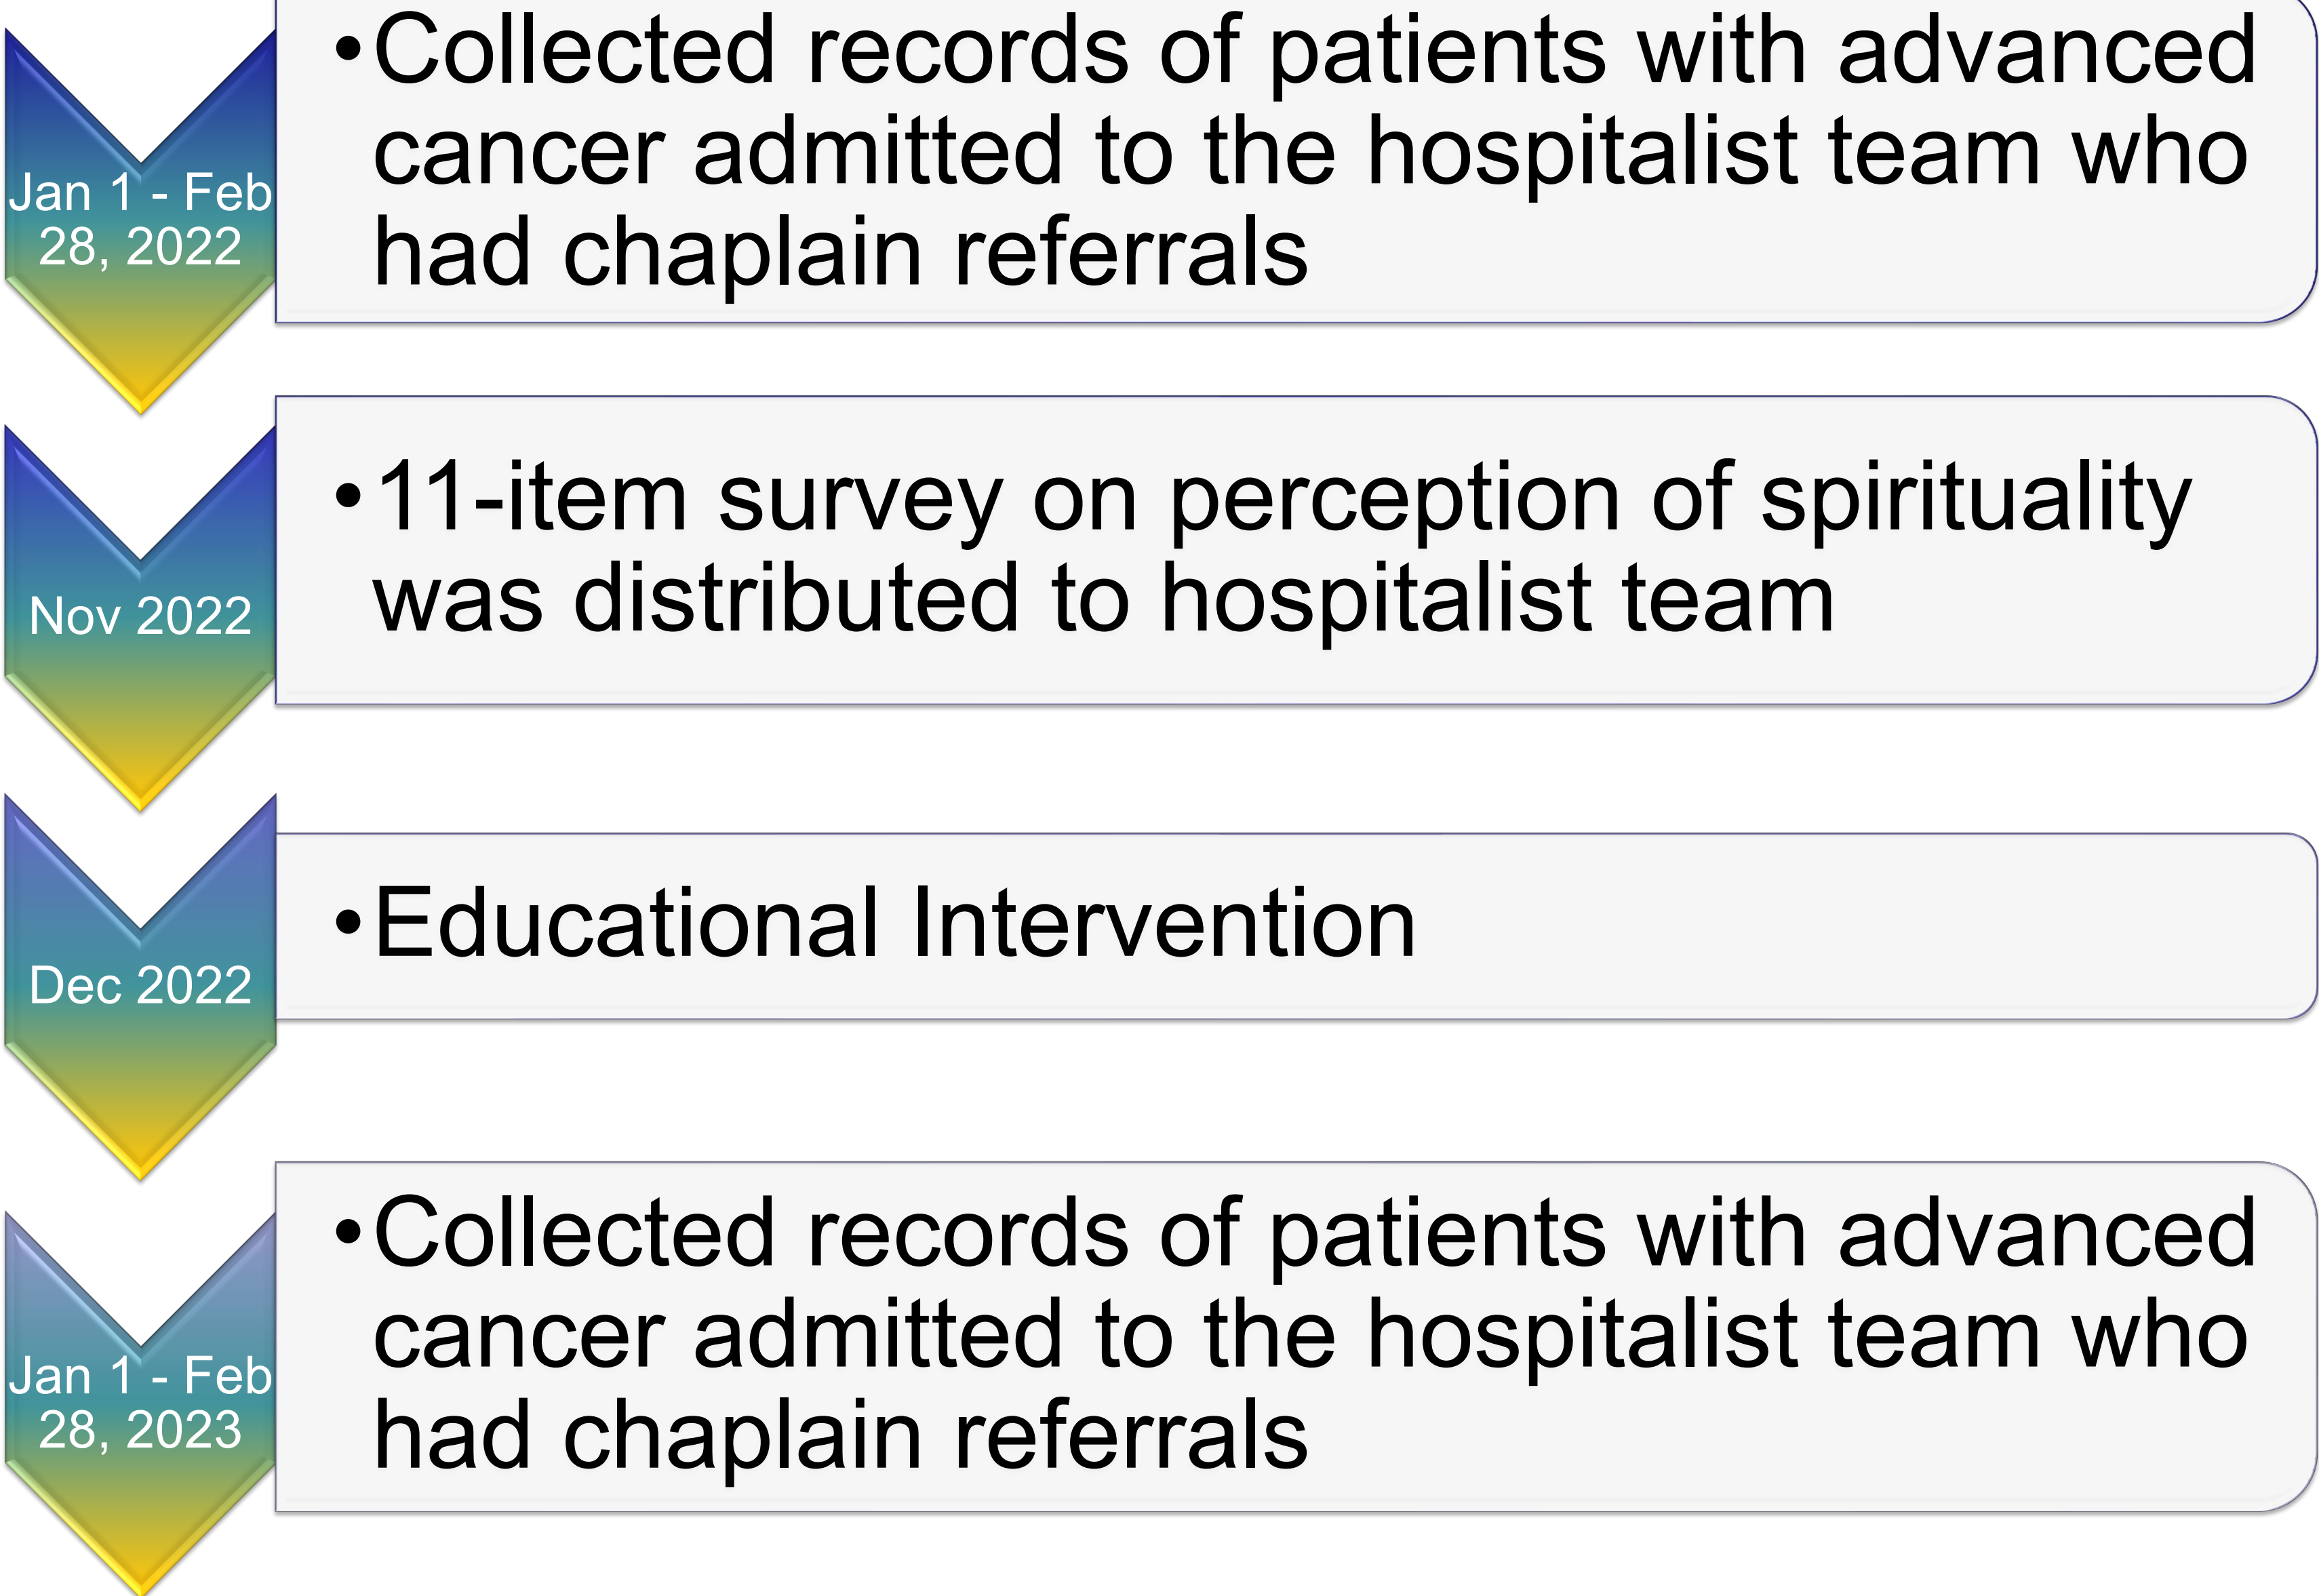 Jan 1 - Feb
28, 2022
•Collected records of patients with advanced
cancer admitted to the hospitalist team who
had chaplain referrals
Nov 2022
•11-item survey on perception of spirituality
was distributed to hospitalist team
Dec 2022
•Educational Intervention
Jan 1 - Feb
28, 2023
•Collected records of patients with advanced
cancer admitted to the hospitalist team who
had chaplain referrals